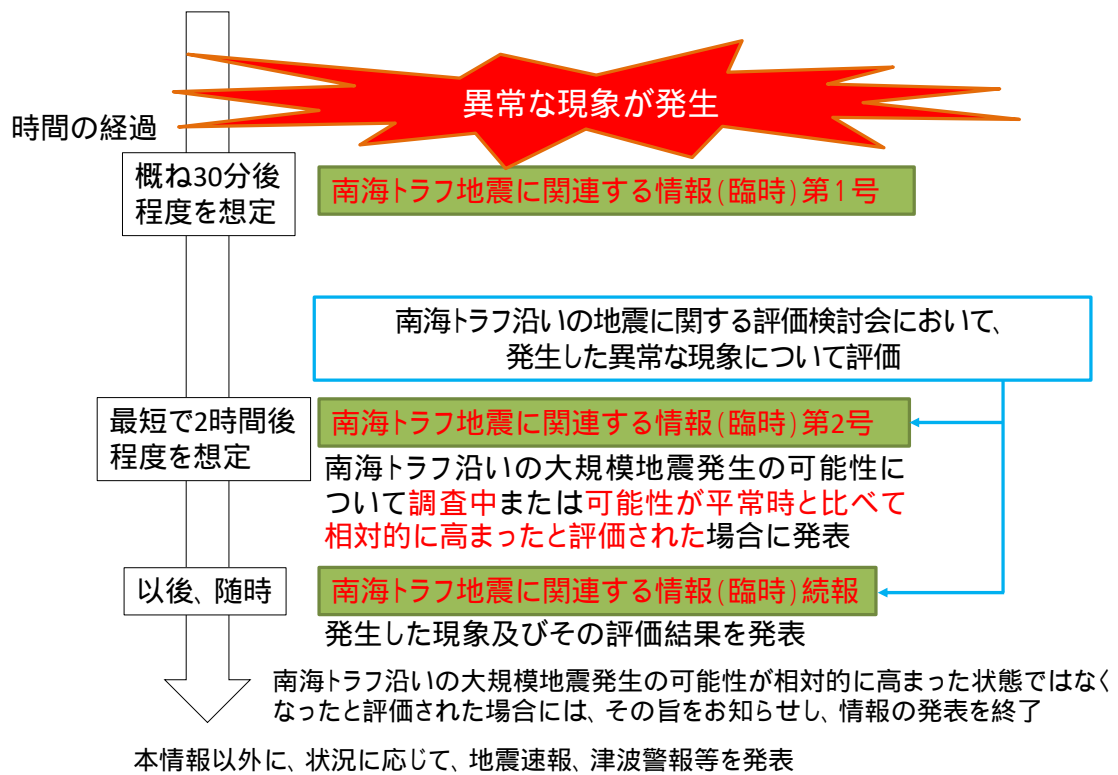 異常な現象が発生
時間の経過
概ね30分後
程度を想定
南海トラフ地震に関連する情報(臨時)第1号
南海トラフ沿いの地震に関する評価検討会において、
発生した異常な現象について評価
最短で2時間後
程度を想定
南海トラフ地震に関連する情報(臨時)第2号
南海トラフ沿いの大規模地震発生の可能性に
ついて調査中または可能性が平常時と比べて
相対的に高まったと評価された場合に発表
以後、随時
南海トラフ地震に関連する情報(臨時)続報
発生した現象及びその評価結果を発表
南海トラフ沿いの大規模地震発生の可能性が相対的に高まった状態ではなく
なったと評価された場合には、その旨をお知らせし、情報の発表を終了
本情報以外に、状況に応じて、地震速報、津波警報等を発表